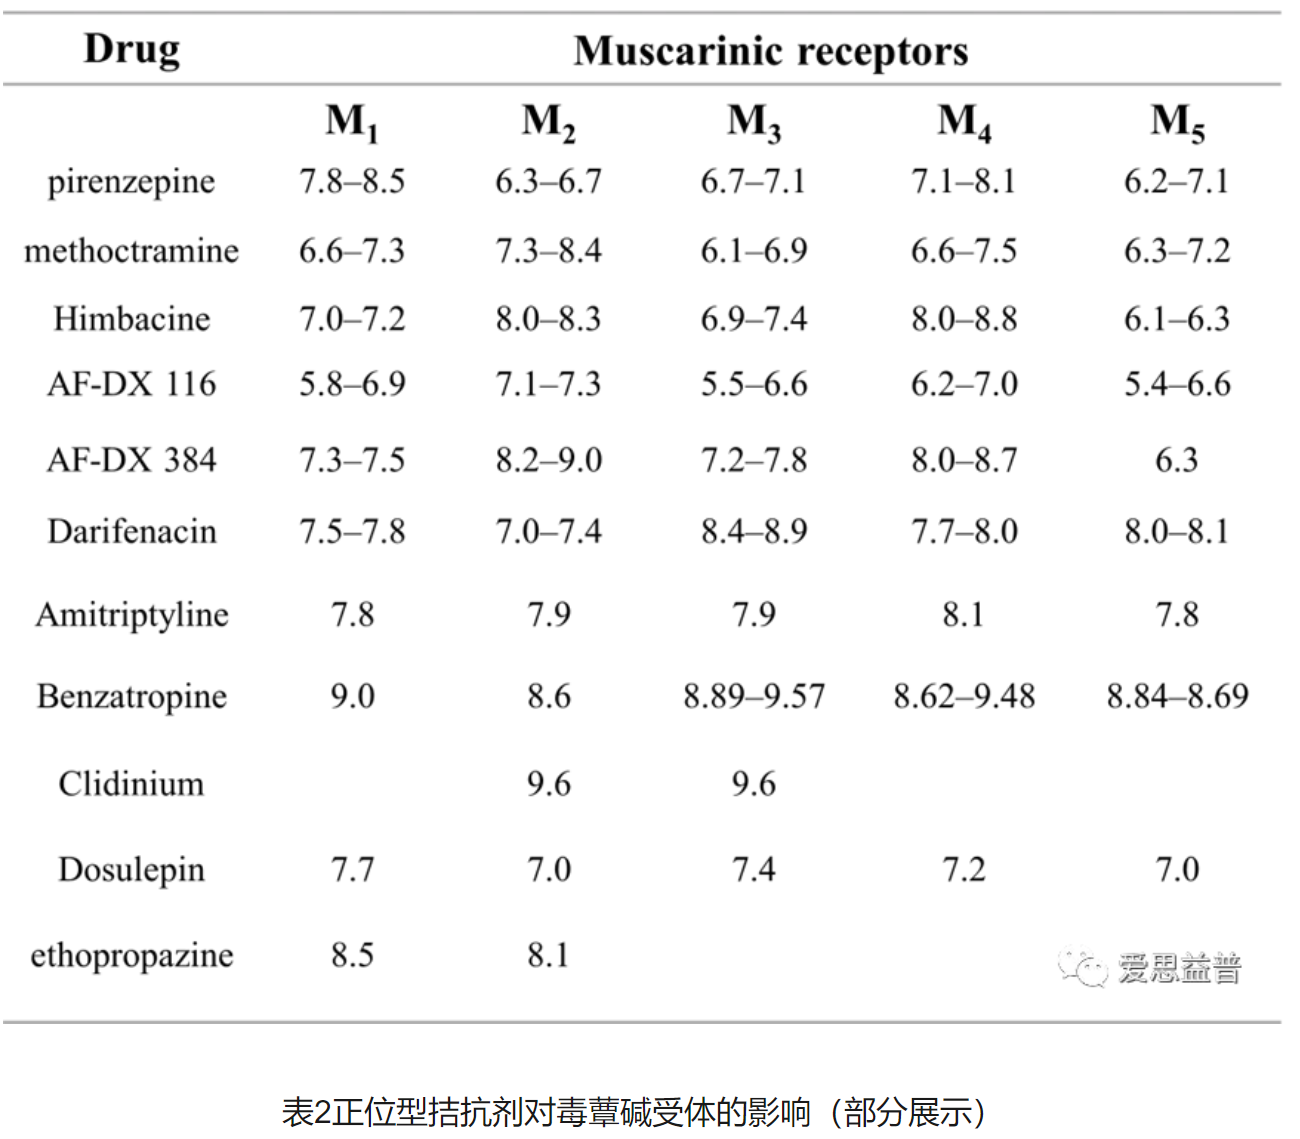 Drug Muscarinic receptors
M₁ M₂ M₃ M₄ M₅
pirenzepine 7.8–8.5 6.3–6.7 6.7–7.1 7.1–8.1 6.2–7.1
methoctramine 6.6–7.3 7.3–8.4 6.1–6.9 6.6–7.5 6.3–7.2
Himbacine 7.0–7.2 8.0–8.3 6.9–7.4 8.0–8.8 6.1–6.3
AF-DX 116 5.8–6.9 7.1–7.3 5.5–6.6 6.2–7.0 5.4–6.6
AF-DX 384 7.3–7.5 8.2–9.0 7.2–7.8 8.0–8.7 6.3
Darifenacin 7.5–7.8 7.0–7.4 8.4–8.9 7.7–8.0 8.0–8.1
Amitriptyline 7.8 7.9 7.9 8.1 7.8
Benzatropine 9.0 8.6 8.89–9.57 8.62–9.48 8.84–8.69
Clidinium 9.6 9.6
Dosulepin 7.7 7.0 7.4 7.2 7.0
ethopropazine 8.5 8.1
爱思益普
表2正位型拮抗剂对毒蕈碱受体的影响（部分展示）